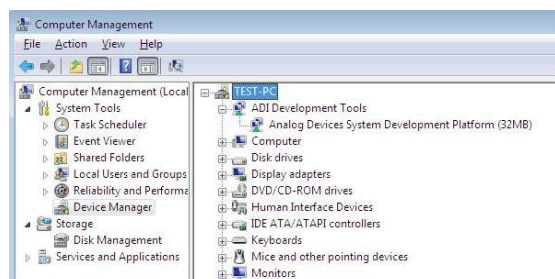 Computer Management
File Action View Help
Computer Management (Local
System Tools
Task Scheduler
Event Viewer
Shared Folders
Local Users and Groups
Reliability and Performa
Device Manager
Storage
Disk Management
Services and Applications
TEST-PC
ADI Development Tools
Analog Devices System Development Platform (32MB)
Computer
Disk drives
Display adapters
DVD/CD-ROM drives
Human Interface Devices
IDE ATA/ATAPI controllers
Keyboards
Mice and other pointing devices
Monitors